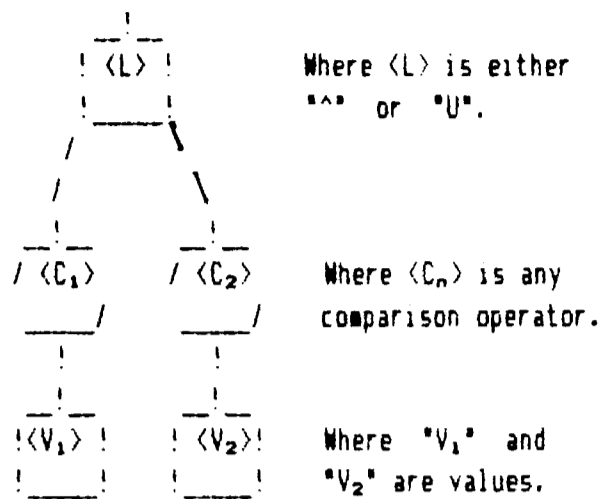 <L> Where <L> is either
"^" or "U".
<C₁> <C₂> Where <Cₙ> is any
comparison operator.
<V₁> <V₂> Where "V₁" and
"V₂" are values.